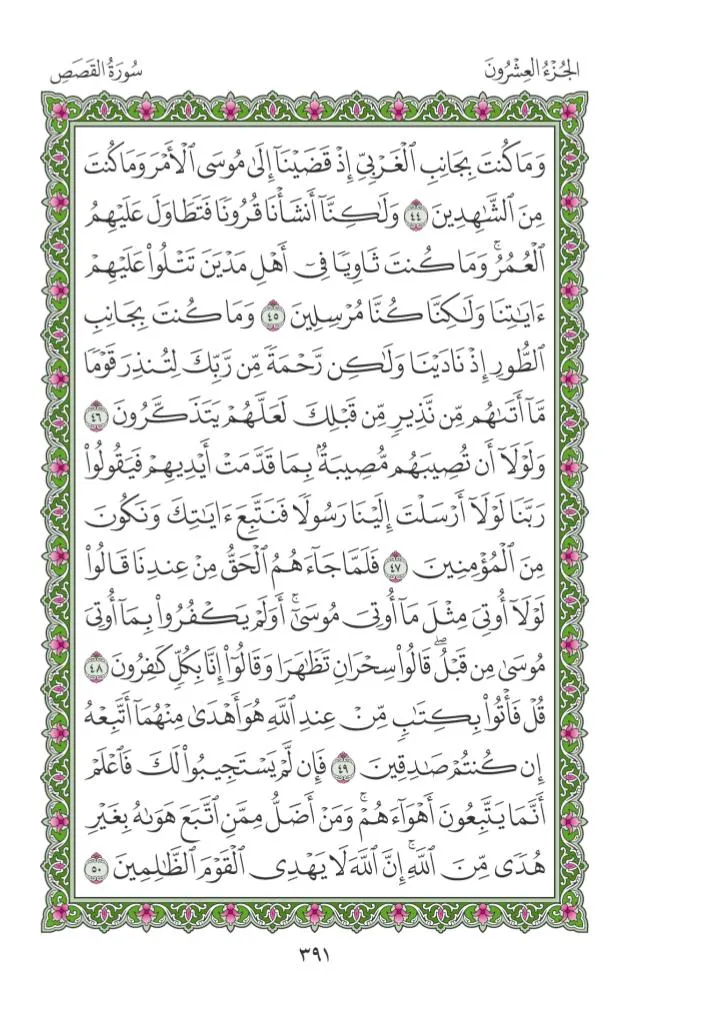 الجُزْءُ العِشْرُونَ
سُورَةُ القَصَصِ
وَمَا كُنتَ بِجَانِبِ ٱلْغَرْبِيِّ إِذْ قَضَيْنَآ إِلَىٰ مُوسَى ٱلْأَمْرَ وَمَا كُنتَ
مِنَ ٱلشَّٰهِدِينَ ٤٤ وَلَٰكِنَّآ أَنشَأْنَا قُرُونًا فَتَطَاوَلَ عَلَيْهِمُ
ٱلْعُمُرُۚ وَمَا كُنتَ ثَاوِيًا فِىٓ أَهْلِ مَدْيَنَ تَتْلُوا۟ عَلَيْهِمْ
ءَايَٰتِنَا وَلَٰكِنَّا كُنَّا مُرْسِلِينَ ٤٥ وَمَا كُنتَ بِجَانِبِ
ٱلطُّورِ إِذْ نَادَيْنَا وَلَٰكِن رَّحْمَةً مِّن رَّبِّكَ لِتُنذِرَ قَوْمًا
مَّآ أَتَىٰهُم مِّن نَّذِيرٍ مِّن قَبْلِكَ لَعَلَّهُمْ يَتَذَكَّرُونَ ٤٦
وَلَوْلَآ أَن تُصِيبَهُم مُّصِيبَةٌۢ بِمَا قَدَّمَتْ أَيْدِيهِمْ فَيَقُولُوا۟
رَبَّنَا لَوْلَآ أَرْسَلْتَ إِلَيْنَا رَسُولًا فَنَتَّبِعَ ءَايَٰتِكَ وَنَكُونَ
مِنَ ٱلْمُؤْمِنِينَ ٤٧ فَلَمَّا جَآءَهُمُ ٱلْحَقُّ مِنْ عِندِنَا قَالُوا۟
لَوْلَآ أُوتِىَ مِثْلَ مَآ أُوتِىَ مُوسَىٰٓۚ أَوَلَمْ يَكْفُرُوا۟ بِمَآ أُوتِىَ
مُوسَىٰ مِن قَبْلُۖ قَالُوا۟ سِحْرَانِ تَظَٰهَرَا وَقَالُوٓا۟ إِنَّا بِكُلٍّ كَٰفِرُونَ ٤٨
قُلْ فَأْتُوا۟ بِكِتَٰبٍ مِّنْ عِندِ ٱللَّهِ هُوَ أَهْدَىٰ مِنْهُمَآ أَتَّبِعْهُ
إِن كُنتُمْ صَٰدِقِينَ ٤٩ فَإِن لَّمْ يَسْتَجِيبُوا۟ لَكَ فَٱعْلَمْ
أَنَّمَا يَتَّبِعُونَ أَهْوَآءَهُمْۚ وَمَنْ أَضَلُّ مِمَّنِ ٱتَّبَعَ هَوَىٰهُ بِغَيْرِ
هُدًى مِّنَ ٱللَّهِۚ إِنَّ ٱللَّهَ لَا يَهْدِى ٱلْقَوْمَ ٱلظَّٰلِمِينَ ٥٠
٣٩١